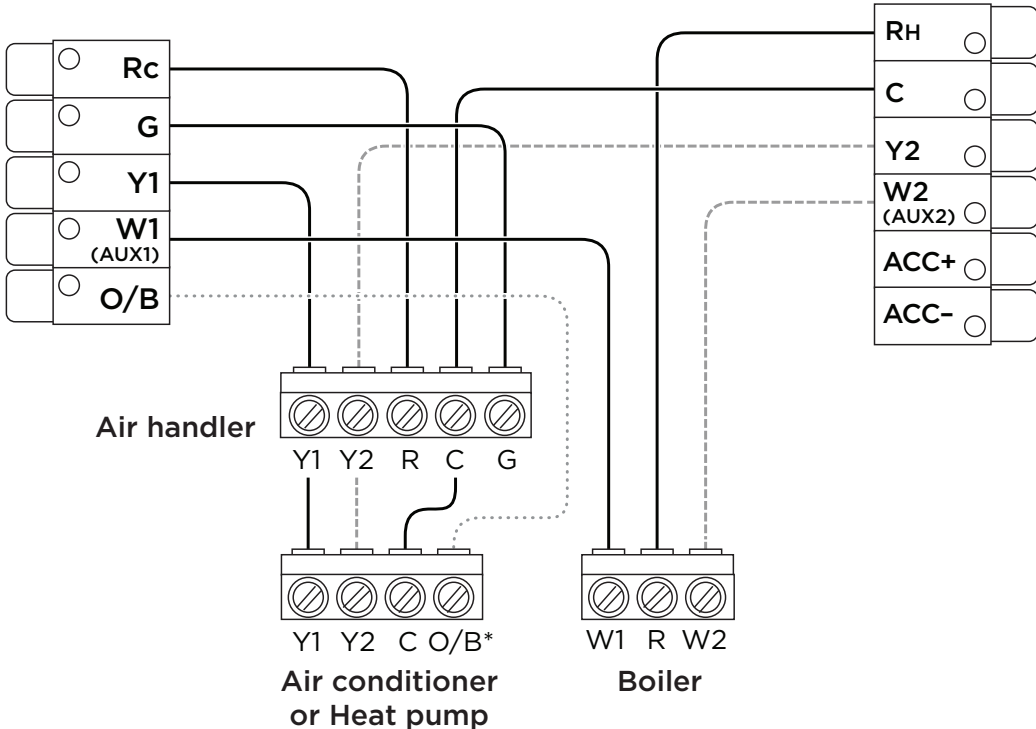 Rc
G
Y1
W1
(AUX1)
O/B
RH
C
Y2
W2
(AUX2)
ACC+
ACC-
Air handler
Y1 Y2 R C G
Y1 Y2 C O/B*
Air conditioner
or Heat pump
W1 R W2
Boiler